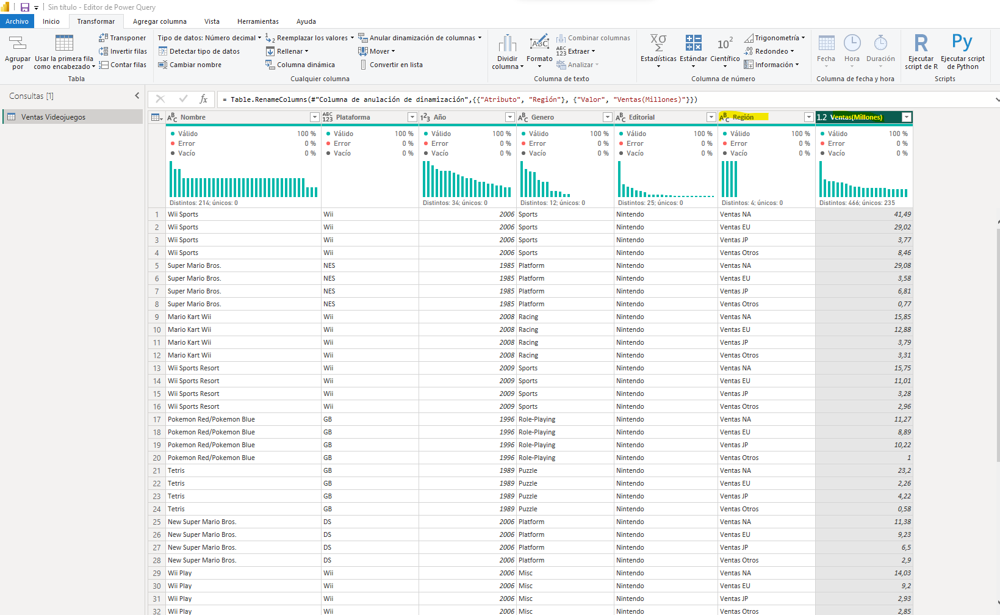 Sin título - Editor de Power Query
Archivo Inicio Transformar Agregar columna Vista Herramientas Ayuda
Agrupar por
Usar la primera fila como encabezado
Transponer
Invertir filas
Contar filas
Tabla
Tipo de datos: Número decimal
Detectar tipo de datos
Cambiar nombre
Reemplazar los valores
Rellenar
Columna dinámica
Anular dinamización de columnas
Mover
Convertir en lista
Cualquier columna
Dividir columna
Formato
Combinar columnas
Extraer
Analizar
Columna de texto
Estadísticas
Estándar
Científico
Trigonometría
Redondeo
Información
Columna de número
Fecha
Hora
Duración
Columna de fecha y hora
Ejecutar script de R
Ejecutar script de Python
Scripts
Consultas [1]
Ventas Videojuegos
= Table.RenameColumns(#"Columna de anulación de dinamización",{{"Atributo", "Región"}, {"Valor", "Ventas(Millones)"}})
Nombre Plataforma Año Genero Editorial Región Ventas(Millones)
Válido 100 % Válido 100 % Válido 100 % Válido 100 % Válido 100 % Válido 100 % Válido 100 %
Error 0 % Error 0 % Error 0 % Error 0 % Error 0 % Error 0 % Error 0 %
Vacío 0 % Vacío 0 % Vacío 0 % Vacío 0 % Vacío 0 % Vacío 0 % Vacío 0 %
Distintos: 214; únicos: 0 Distintos: 34; únicos: 0 Distintos: 12; únicos: 0 Distintos: 25; únicos: 0 Distintos: 4; únicos: 0 Distintos: 466; únicos: 235
1 Wii Sports Wii 2006 Sports Nintendo Ventas NA 41,49
2 Wii Sports Wii 2006 Sports Nintendo Ventas EU 29,02
3 Wii Sports Wii 2006 Sports Nintendo Ventas JP 3,77
4 Wii Sports Wii 2006 Sports Nintendo Ventas Otros 8,46
5 Super Mario Bros. NES 1985 Platform Nintendo Ventas NA 29,08
6 Super Mario Bros. NES 1985 Platform Nintendo Ventas EU 3,58
7 Super Mario Bros. NES 1985 Platform Nintendo Ventas JP 6,81
8 Super Mario Bros. NES 1985 Platform Nintendo Ventas Otros 0,77
9 Mario Kart Wii Wii 2008 Racing Nintendo Ventas NA 15,85
10 Mario Kart Wii Wii 2008 Racing Nintendo Ventas EU 12,88
11 Mario Kart Wii Wii 2008 Racing Nintendo Ventas JP 3,79
12 Mario Kart Wii Wii 2008 Racing Nintendo Ventas Otros 3,31
13 Wii Sports Resort Wii 2009 Sports Nintendo Ventas NA 15,75
14 Wii Sports Resort Wii 2009 Sports Nintendo Ventas EU 11,01
15 Wii Sports Resort Wii 2009 Sports Nintendo Ventas JP 3,28
16 Wii Sports Resort Wii 2009 Sports Nintendo Ventas Otros 2,96
17 Pokemon Red/Pokemon Blue GB 1996 Role-Playing Nintendo Ventas NA 11,27
18 Pokemon Red/Pokemon Blue GB 1996 Role-Playing Nintendo Ventas EU 8,89
19 Pokemon Red/Pokemon Blue GB 1996 Role-Playing Nintendo Ventas JP 10,22
20 Pokemon Red/Pokemon Blue GB 1996 Role-Playing Nintendo Ventas Otros 1
21 Tetris GB 1989 Puzzle Nintendo Ventas NA 23,2
22 Tetris GB 1989 Puzzle Nintendo Ventas EU 2,26
23 Tetris GB 1989 Puzzle Nintendo Ventas JP 4,22
24 Tetris GB 1989 Puzzle Nintendo Ventas Otros 0,58
25 New Super Mario Bros. DS 2006 Platform Nintendo Ventas NA 11,38
26 New Super Mario Bros. DS 2006 Platform Nintendo Ventas EU 9,23
27 New Super Mario Bros. DS 2006 Platform Nintendo Ventas JP 6,5
28 New Super Mario Bros. DS 2006 Platform Nintendo Ventas Otros 2,9
29 Wii Play Wii 2006 Misc Nintendo Ventas NA 14,03
30 Wii Play Wii 2006 Misc Nintendo Ventas EU 9,2
31 Wii Play Wii 2006 Misc Nintendo Ventas JP 2,93
32 Wii Play Wii 2006 Misc Nintendo Ventas Otros 2,85